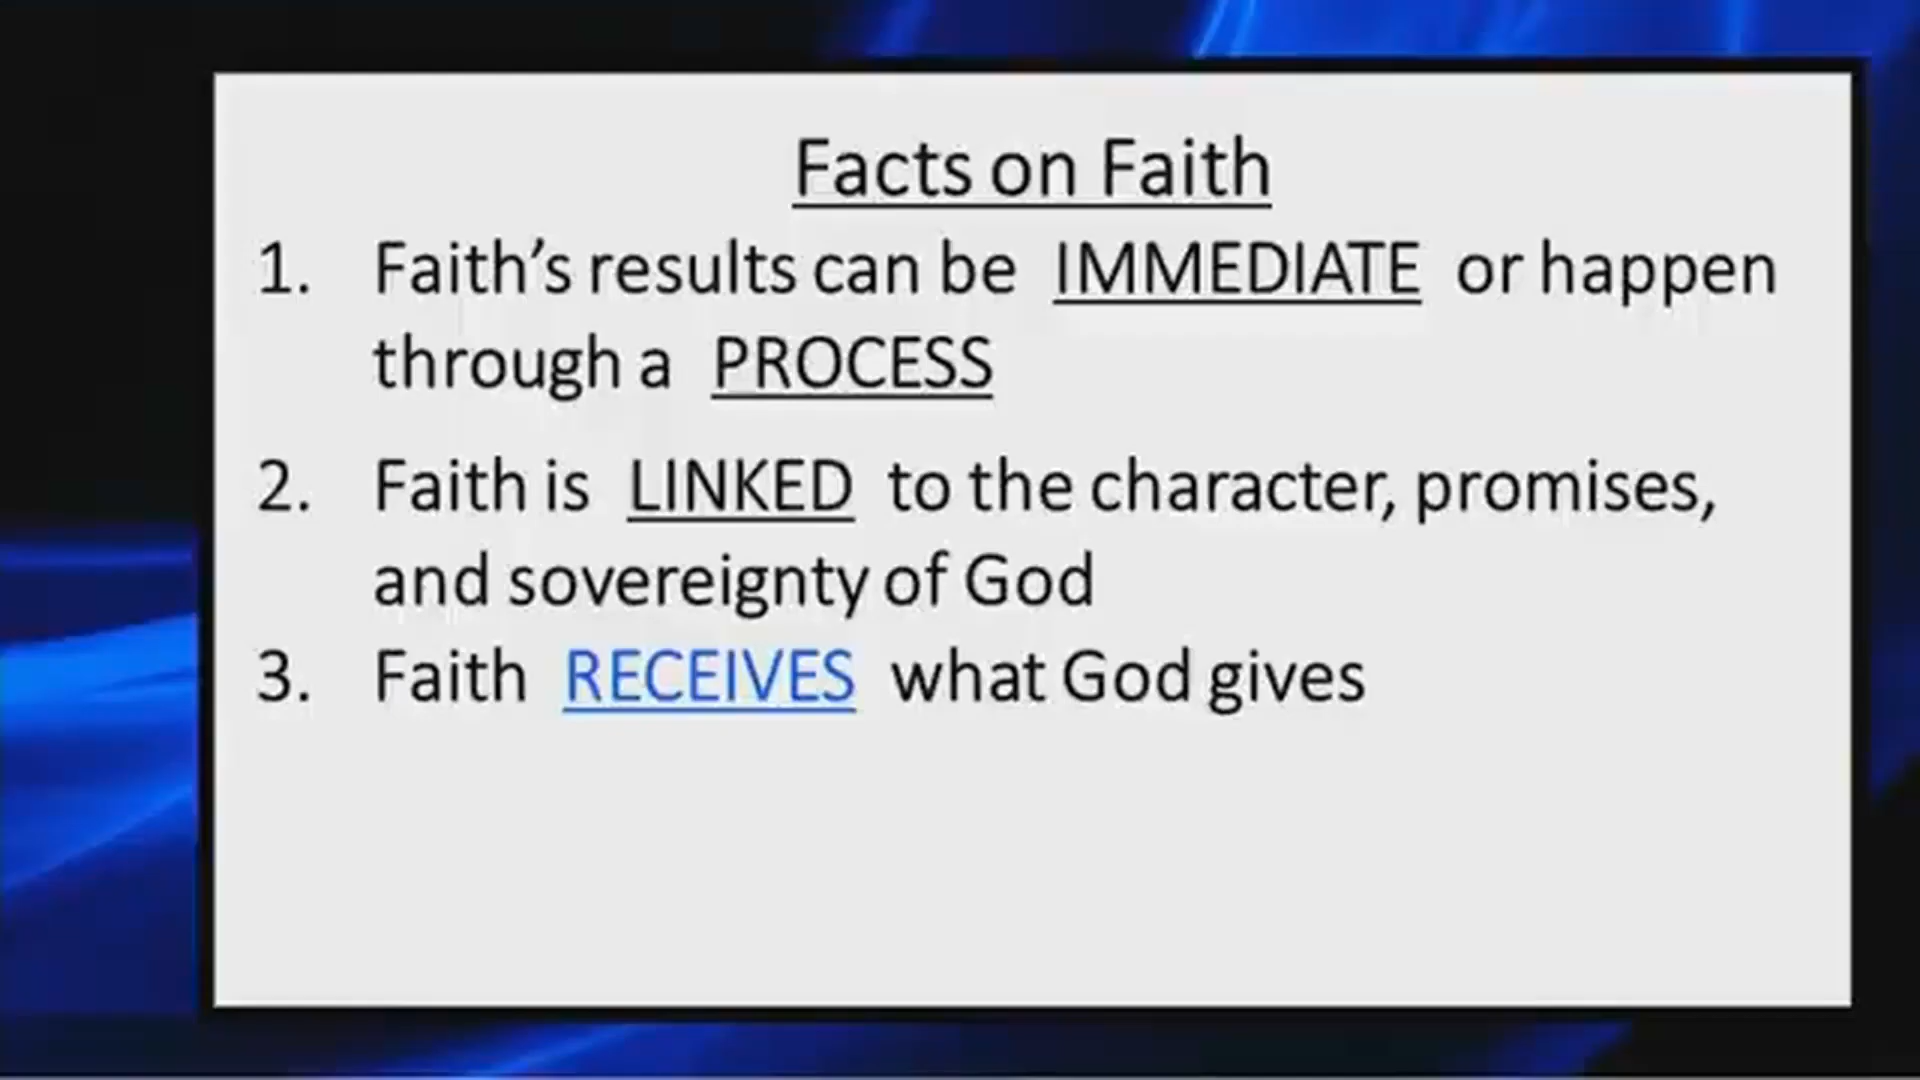 Facts on Faith
1. Faith’s results can be IMMEDIATE or happen
through a PROCESS
2. Faith is LINKED to the character, promises,
and sovereignty of God
3. Faith RECEIVES what God gives